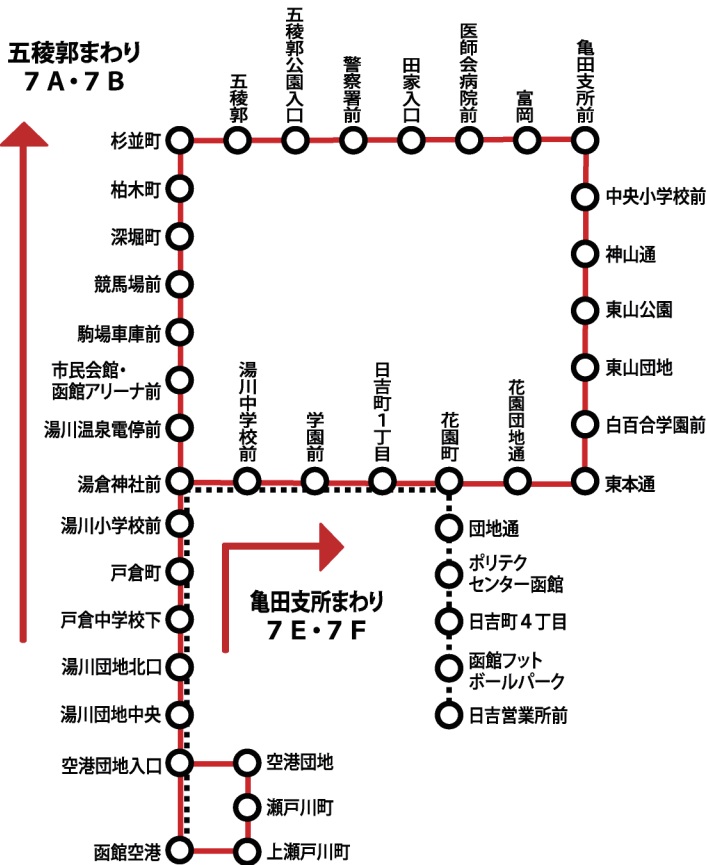 五稜郭まわり
7A・7B
五稜郭
五稜郭公園入口
警察署前
田家入口
医師会病院前
富岡
亀田支所前
杉並町
柏木町
深堀町
競馬場前
駒場車庫前
市民会館・
函館アリーナ前
湯川温泉電停前
湯倉神社前
湯川小学校前
戸倉町
戸倉中学校下
湯川団地北口
湯川団地中央
空港団地入口
函館空港
中央小学校前
神山通
東山公園
東山団地
白百合学園前
東本通
湯川中学校前
学園前
日吉町1丁目
花園町
花園団地通
団地通
ポリテク
センター函館
日吉町4丁目
函館フット
ボールパーク
日吉営業所前
亀田支所まわり
7E・7F
空港団地
瀬戸川町
上瀬戸川町